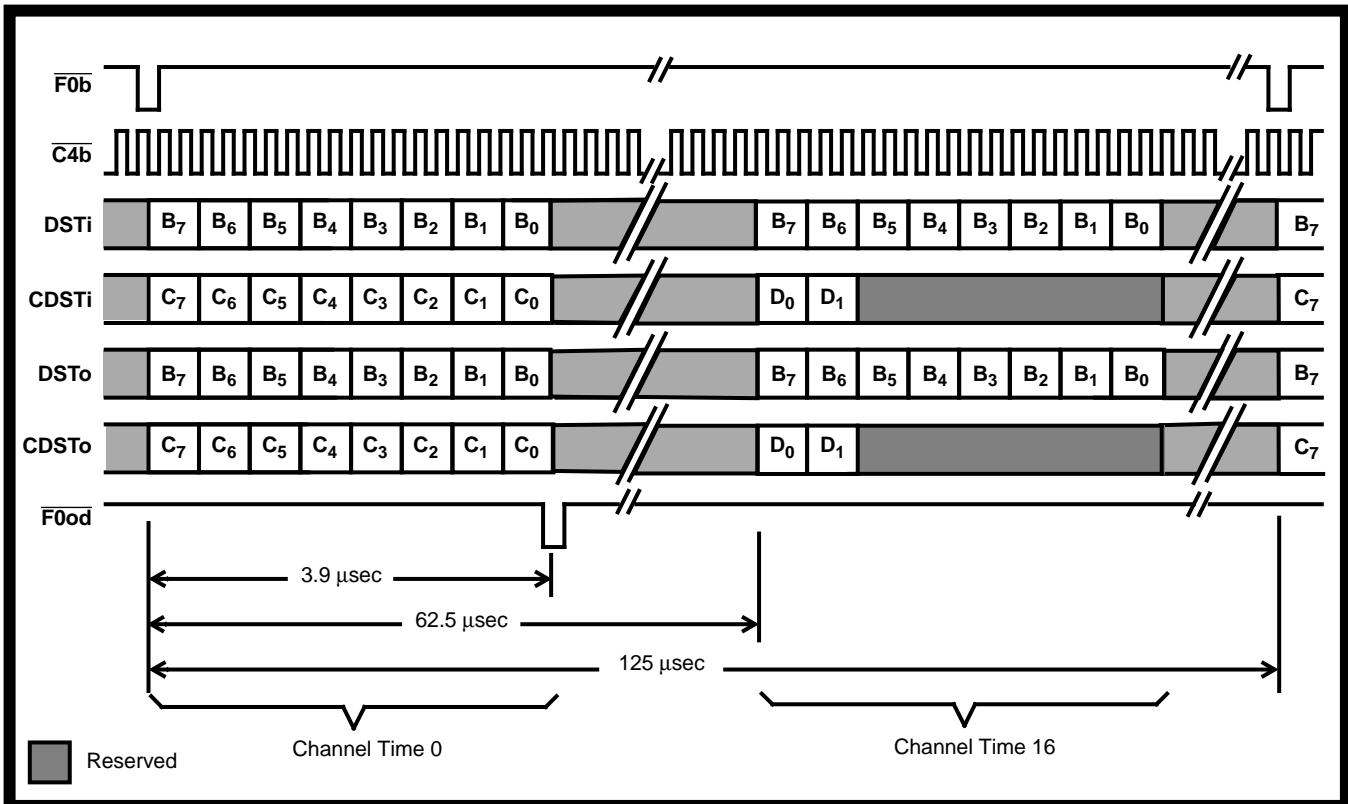 F0b
C4b
DSTi B7 B6 B5 B4 B3 B2 B1 B0 B7 B6 B5 B4 B3 B2 B1 B0 B7
CDSTi C7 C6 C5 C4 C3 C2 C1 C0 D0 D1 C7
DSTo B7 B6 B5 B4 B3 B2 B1 B0 B7 B6 B5 B4 B3 B2 B1 B0 B7
CDSTo C7 C6 C5 C4 C3 C2 C1 C0 D0 D1 C7
F0od
3.9 µsec
62.5 µsec
125 µsec
Channel Time 0 Channel Time 16
Reserved